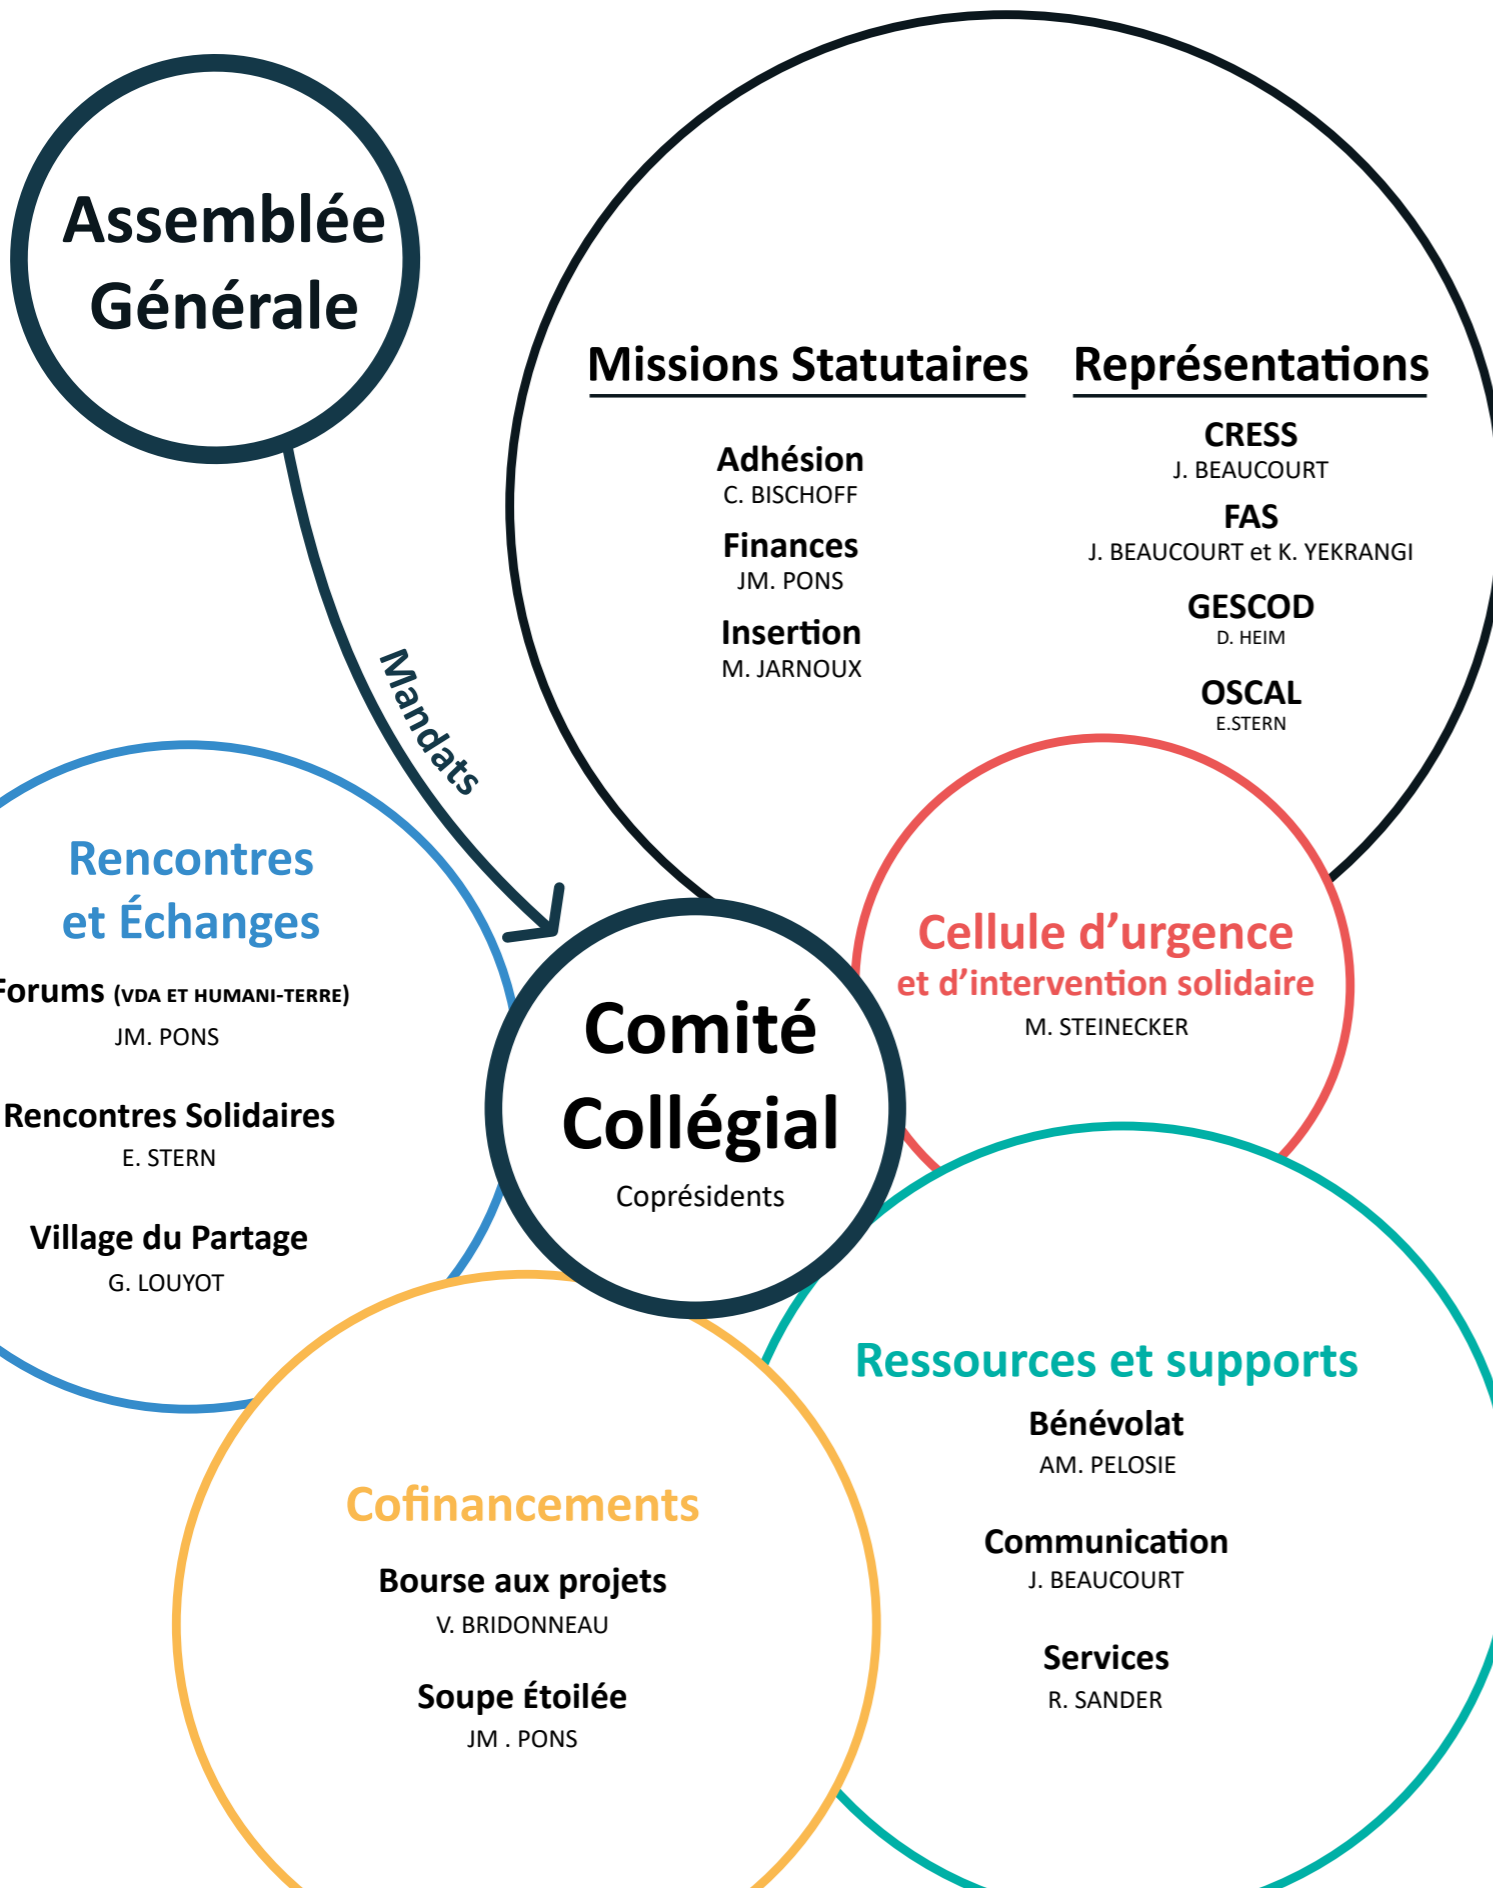 Assemblée
Générale
Mandats
Missions Statutaires
Adhésion
C. BISCHOFF
Finances
JM. PONS
Insertion
M. JARNOUX
Représentations
CRESS
J. BEAUCOURT
FAS
J. BEAUCOURT et K. YEKRANGI
GESCOD
D. HEIM
OSCAL
E.STERN
Rencontres
et Échanges
Forums (VDA ET HUMANI-TERRE)
JM. PONS
Rencontres Solidaires
E. STERN
Village du Partage
G. LOUYOT
Comité
Collégial
Coprésidents
Cellule d’urgence
et d’intervention solidaire
M. STEINECKER
Cofinancements
Bourse aux projets
V. BRIDONNEAU
Soupe Étoilée
JM . PONS
Ressources et supports
Bénévolat
AM. PELOSIE
Communication
J. BEAUCOURT
Services
R. SANDER